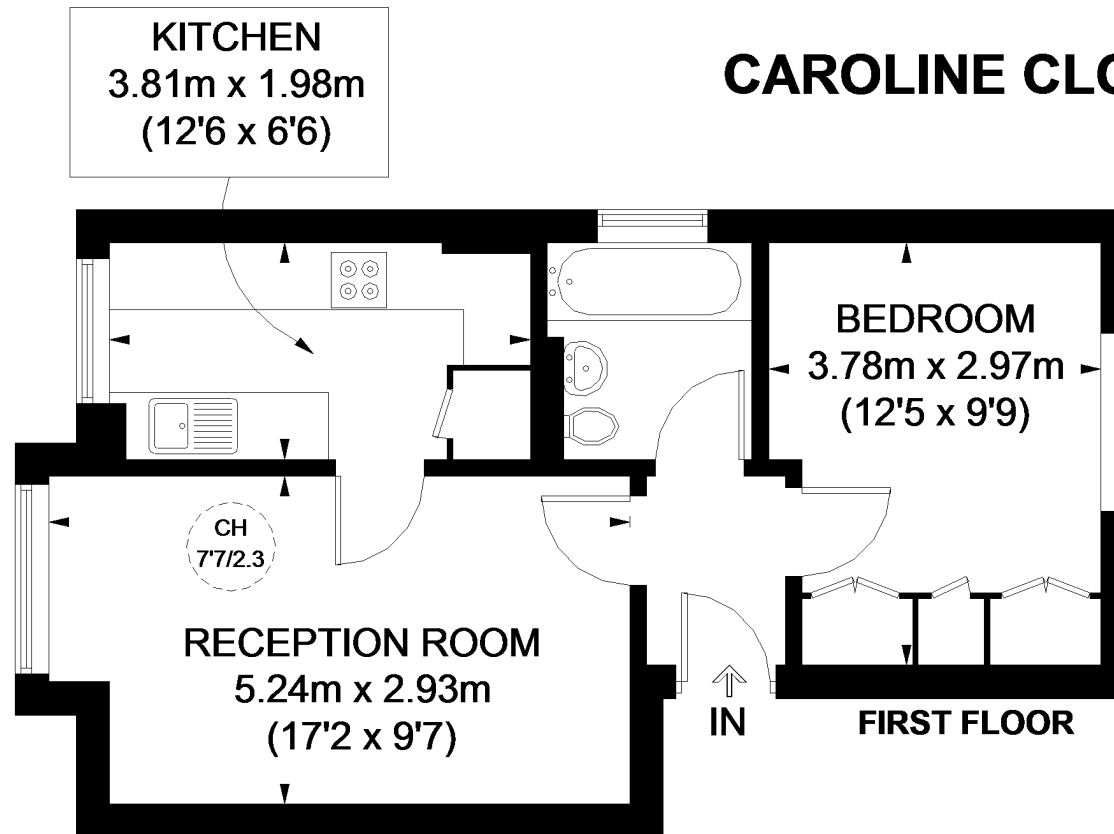 KITCHEN
3.81m x 1.98m
(12'6 x 6'6)
CAROLINE
BEDROOM
3.78m x 2.97m
(12'5 x 9'9)
CH
7'7/2.3
RECEPTION ROOM
5.24m x 2.93m
(17'2 x 9'7)
IN
FIRST FLOOR